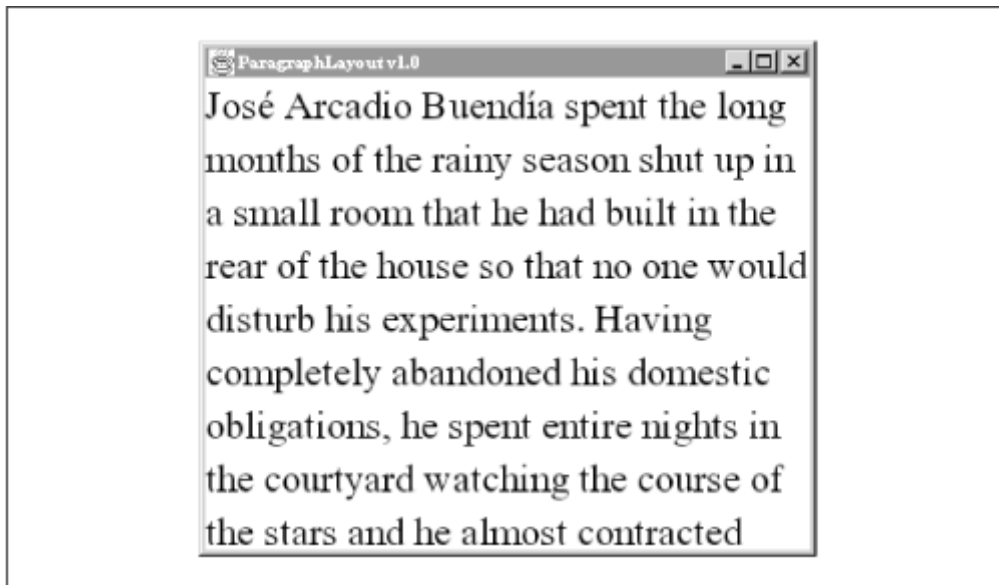 ParagraphLayout v1.0
José Arcadio Buendía spent the long
months of the rainy season shut up in
a small room that he had built in the
rear of the house so that no one would
disturb his experiments. Having
completely abandoned his domestic
obligations, he spent entire nights in
the courtyard watching the course of
the stars and he almost contracted